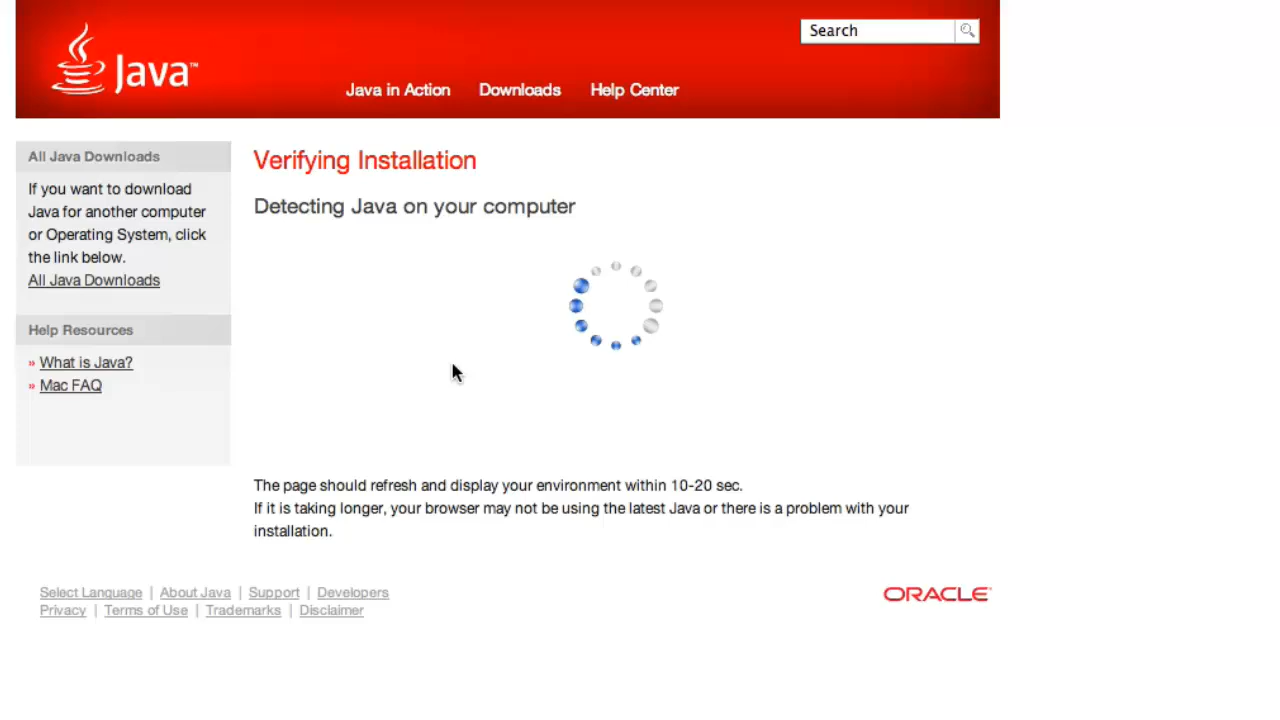 Java™
Search
Java in Action
Downloads
Help Center
All Java Downloads
If you want to download
Java for another computer
or Operating System, click
the link below.
All Java Downloads
Help Resources
» What is Java?
» Mac FAQ
Verifying Installation
Detecting Java on your computer
The page should refresh and display your environment within 10-20 sec.
If it is taking longer, your browser may not be using the latest Java or there is a problem with your
installation.
Select Language | About Java | Support | Developers
Privacy | Terms of Use | Trademarks | Disclaimer
ORACLE